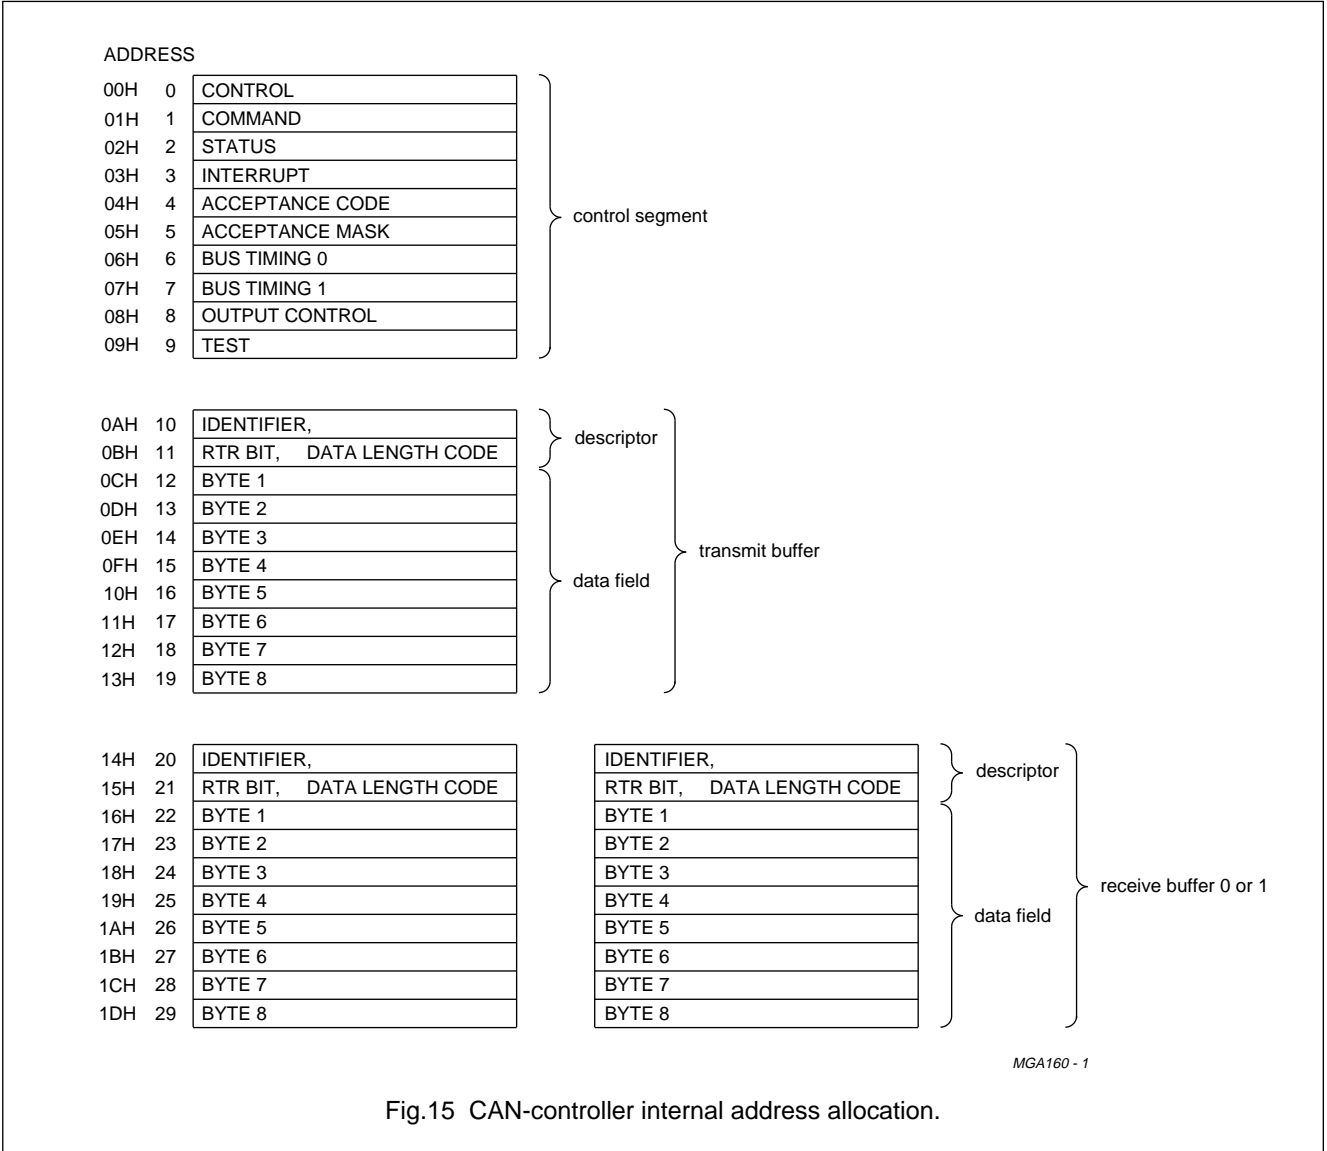 ADDRESS
00H 0 CONTROL
01H 1 COMMAND
02H 2 STATUS
03H 3 INTERRUPT
04H 4 ACCEPTANCE CODE
control segment
05H 5 ACCEPTANCE MASK
06H 6 BUS TIMING 0
07H 7 BUS TIMING 1
08H 8 OUTPUT CONTROL
09H 9 TEST
0AH 10 IDENTIFIER,
descriptor
0BH 11 RTR BIT, DATA LENGTH CODE
0CH 12 BYTE 1
0DH 13 BYTE 2
0EH 14 BYTE 3
transmit buffer
0FH 15 BYTE 4
data field
10H 16 BYTE 5
11H 17 BYTE 6
12H 18 BYTE 7
13H 19 BYTE 8
14H 20 IDENTIFIER, IDENTIFIER,
descriptor
15H 21 RTR BIT, DATA LENGTH CODE RTR BIT, DATA LENGTH CODE
16H 22 BYTE 1 BYTE 1
17H 23 BYTE 2 BYTE 2
18H 24 BYTE 3 BYTE 3
receive buffer 0 or 1
19H 25 BYTE 4 BYTE 4
data field
1AH 26 BYTE 5 BYTE 5
1BH 27 BYTE 6 BYTE 6
1CH 28 BYTE 7 BYTE 7
1DH 29 BYTE 8 BYTE 8
MGA160 - 1
Fig.15 CAN-controller internal address allocation.